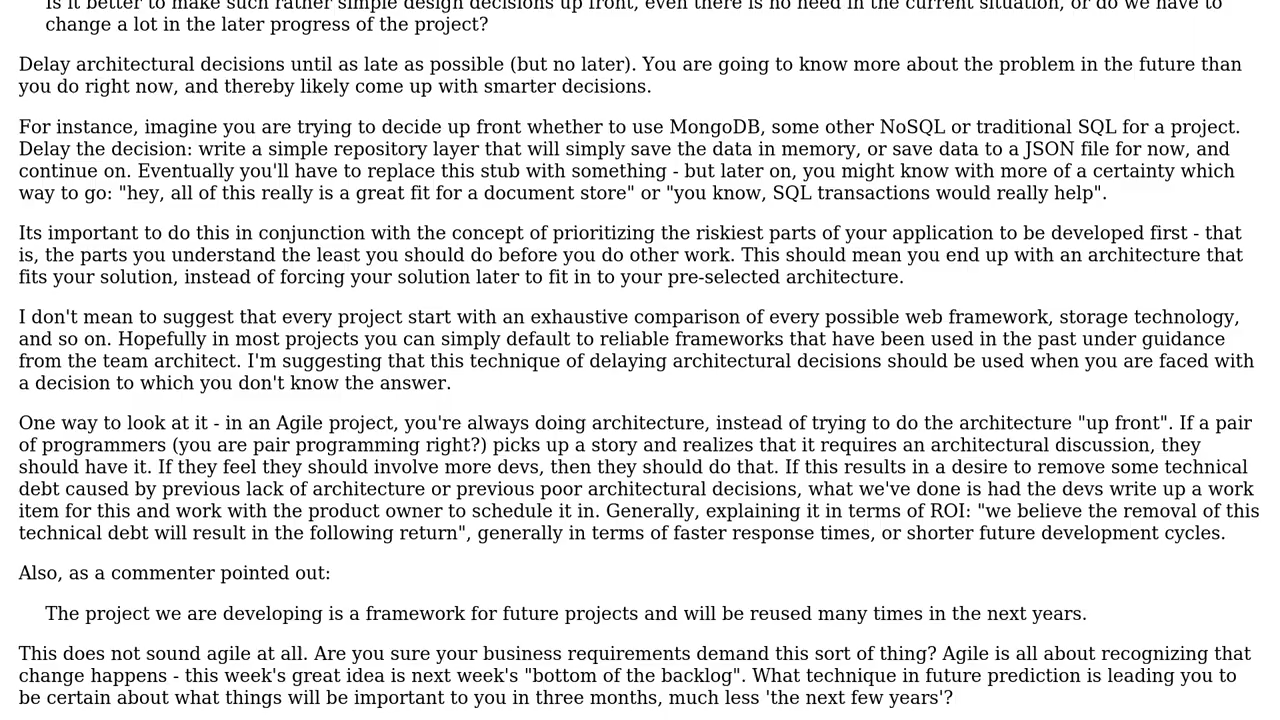 is it better to make such rather simple design decisions up front, even there is no need in the current situation, or do we have to
change a lot in the later progress of the project?
Delay architectural decisions until as late as possible (but no later). You are going to know more about the problem in the future than
you do right now, and thereby likely come up with smarter decisions.
For instance, imagine you are trying to decide up front whether to use MongoDB, some other NoSQL or traditional SQL for a project.
Delay the decision: write a simple repository layer that will simply save the data in memory, or save data to a JSON file for now, and
continue on. Eventually you'll have to replace this stub with something - but later on, you might know with more of a certainty which
way to go: "hey, all of this really is a great fit for a document store" or "you know, SQL transactions would really help".
Its important to do this in conjunction with the concept of prioritizing the riskiest parts of your application to be developed first - that
is, the parts you understand the least you should do before you do other work. This should mean you end up with an architecture that
fits your solution, instead of forcing your solution later to fit in to your pre-selected architecture.
I don't mean to suggest that every project start with an exhaustive comparison of every possible web framework, storage technology,
and so on. Hopefully in most projects you can simply default to reliable frameworks that have been used in the past under guidance
from the team architect. I'm suggesting that this technique of delaying architectural decisions should be used when you are faced with
a decision to which you don't know the answer.
One way to look at it - in an Agile project, you're always doing architecture, instead of trying to do the architecture "up front". If a pair
of programmers (you are pair programming right?) picks up a story and realizes that it requires an architectural discussion, they
should have it. If they feel they should involve more devs, then they should do that. If this results in a desire to remove some technical
debt caused by previous lack of architecture or previous poor architectural decisions, what we've done is had the devs write up a work
item for this and work with the product owner to schedule it in. Generally, explaining it in terms of ROI: "we believe the removal of this
technical debt will result in the following return", generally in terms of faster response times, or shorter future development cycles.
Also, as a commenter pointed out:
The project we are developing is a framework for future projects and will be reused many times in the next years.
This does not sound agile at all. Are you sure your business requirements demand this sort of thing? Agile is all about recognizing that
change happens - this week's great idea is next week's "bottom of the backlog". What technique in future prediction is leading you to
be certain about what things will be important to you in three months, much less 'the next few years'?